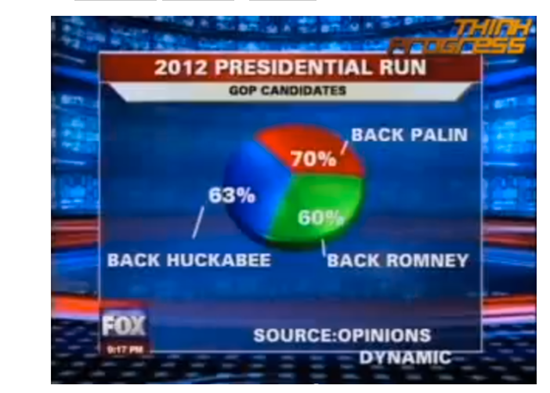 THINK
PROGRESS
2012 PRESIDENTIAL RUN
GOP CANDIDATES
BACK PALIN
70%
63%
60%
BACK HUCKABEE
BACK ROMNEY
FOX
9:17 PM
SOURCE:OPINIONS
DYNAMIC